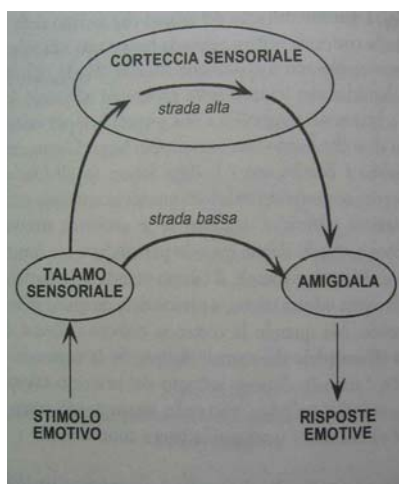 CORTECCIA SENSORIALE
strada alta
strada bassa
TALAMO
SENSORIALE
AMIGDALA
STIMOLO
EMOTIVO
RISPOSTE
EMOTIVE